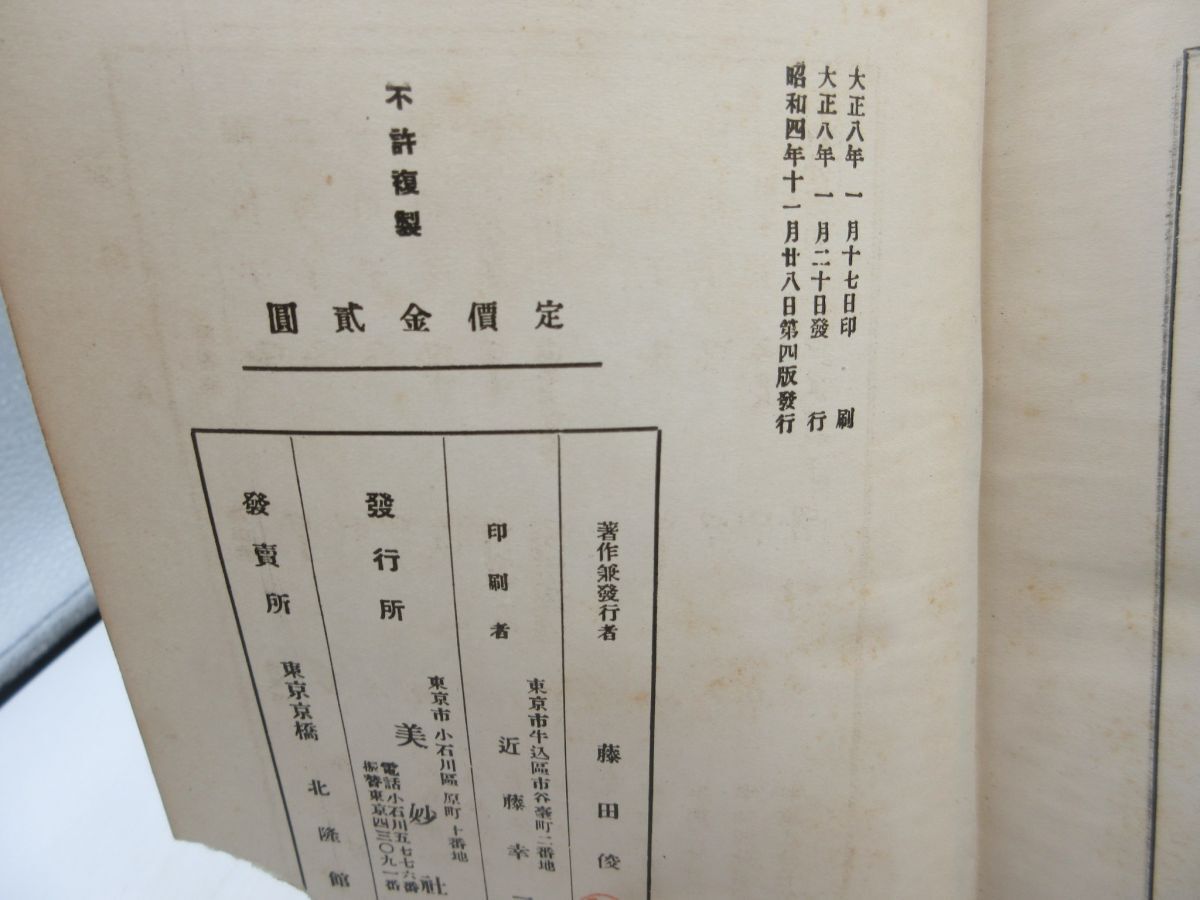 大正八年一月十七日印刷
大正八年一月二十日發行
昭和四年十一月廿八日第四版發行
不許複製
定價金貳圓
著作兼發行者
藤田俊
東京市牛込區市谷臺町二番地
印刷者
近藤幸一
東京市小石川區原町十番地
發行所
美妙社
電話小石川五七七六番
振替東京四三〇九一番
發賣所
東京京橋
北隆館